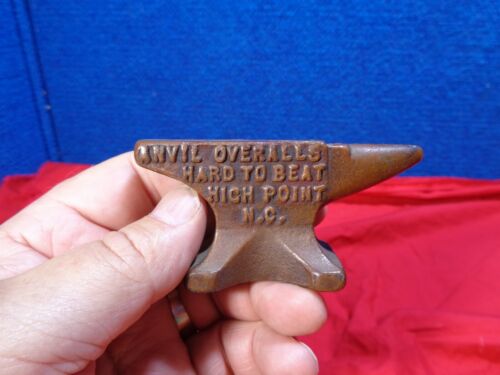 ANVIL OVERALLS
HARD TO BEAT
HIGH POINT
N.C.